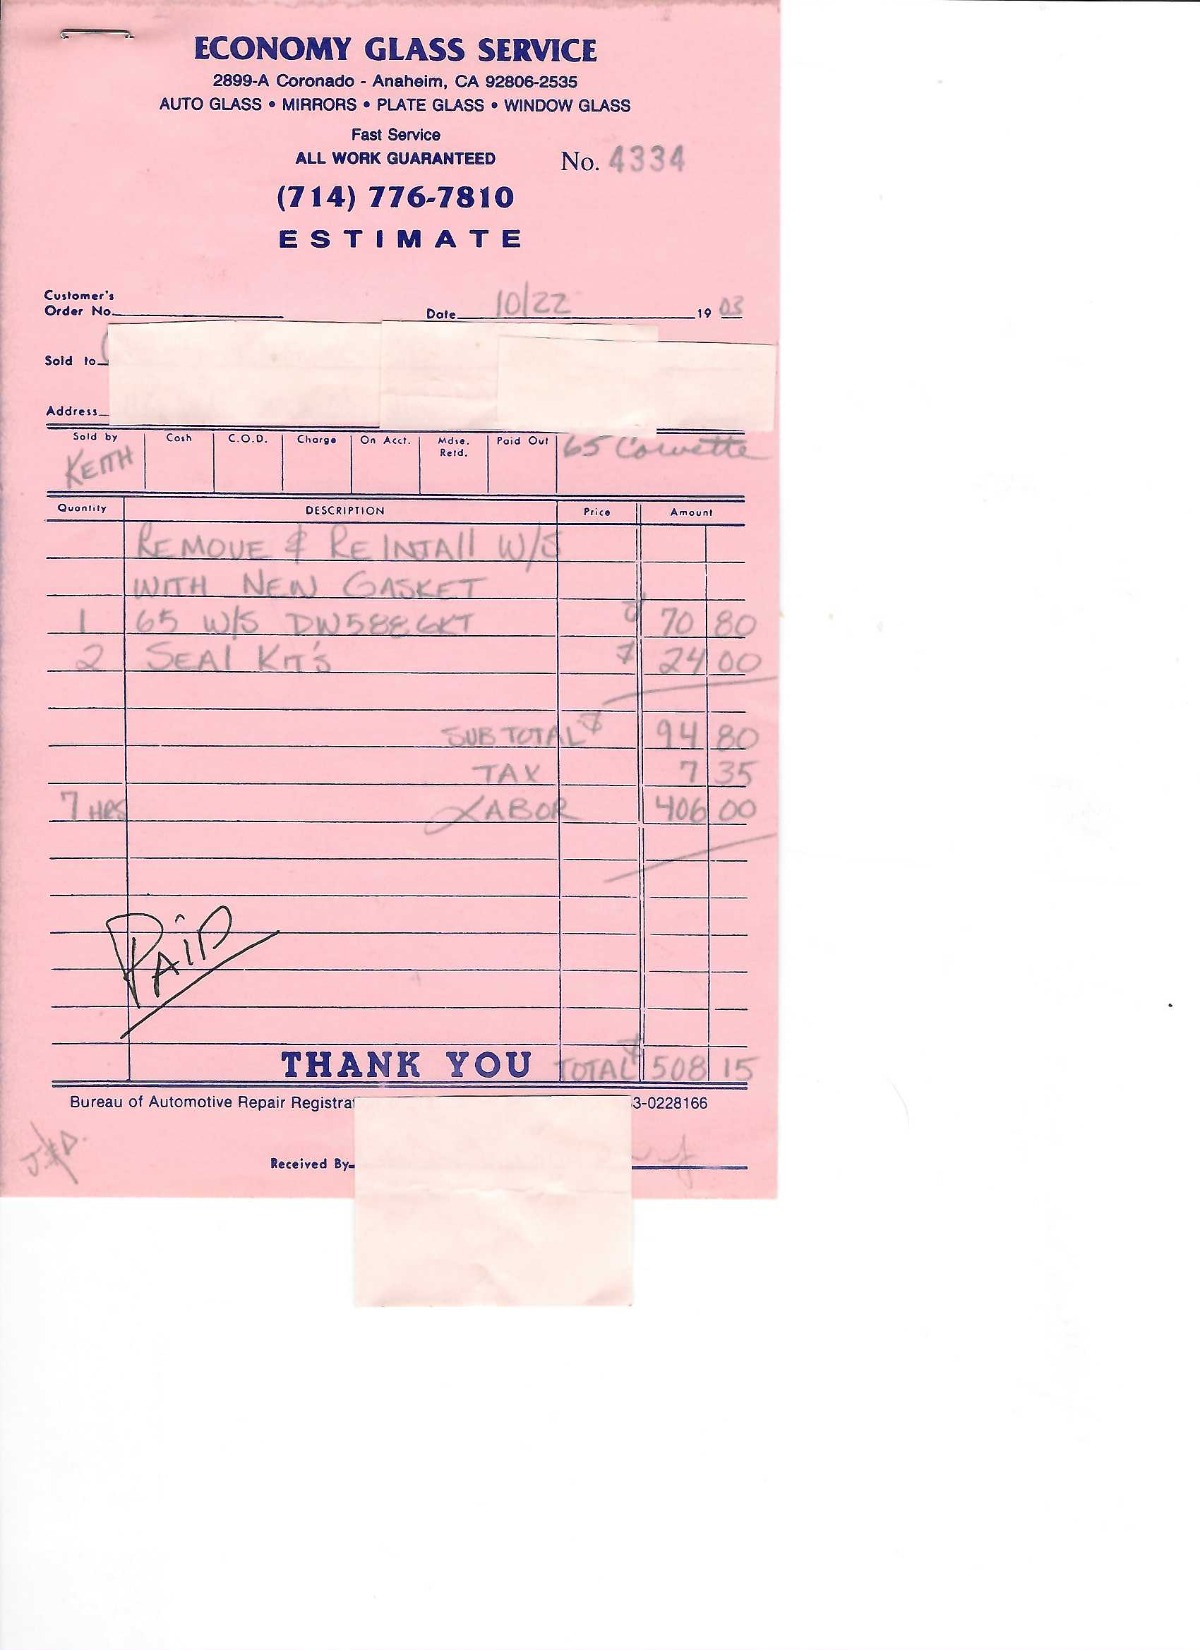 ECONOMY GLASS SERVICE
2899-A Coronado - Anaheim, CA 92806-2535
AUTO GLASS • MIRRORS • PLATE GLASS • WINDOW GLASS
Fast Service
ALL WORK GUARANTEED No. 4334
(714) 776-7810
ESTIMATE
Customer's
Order No. Date 10/22 19 03
Sold to
Address
Sold by Cash C.O.D. Charge On Acct. Mdse. Retd. Paid Out 65 Corvette
KEITH
Quantity DESCRIPTION Price Amount
REMOVE & REINTALL W/S
WITH NEW GASKET
1 65 W/S DW588GKT $ 70 80
2 SEAL KIT'S $ 24 00
SUB TOTAL $ 94 80
TAX 7 35
7 HRS LABOR 406 00
PAID
THANK YOU TOTAL $ 508 15
Bureau of Automotive Repair Registra 3-0228166
Received By